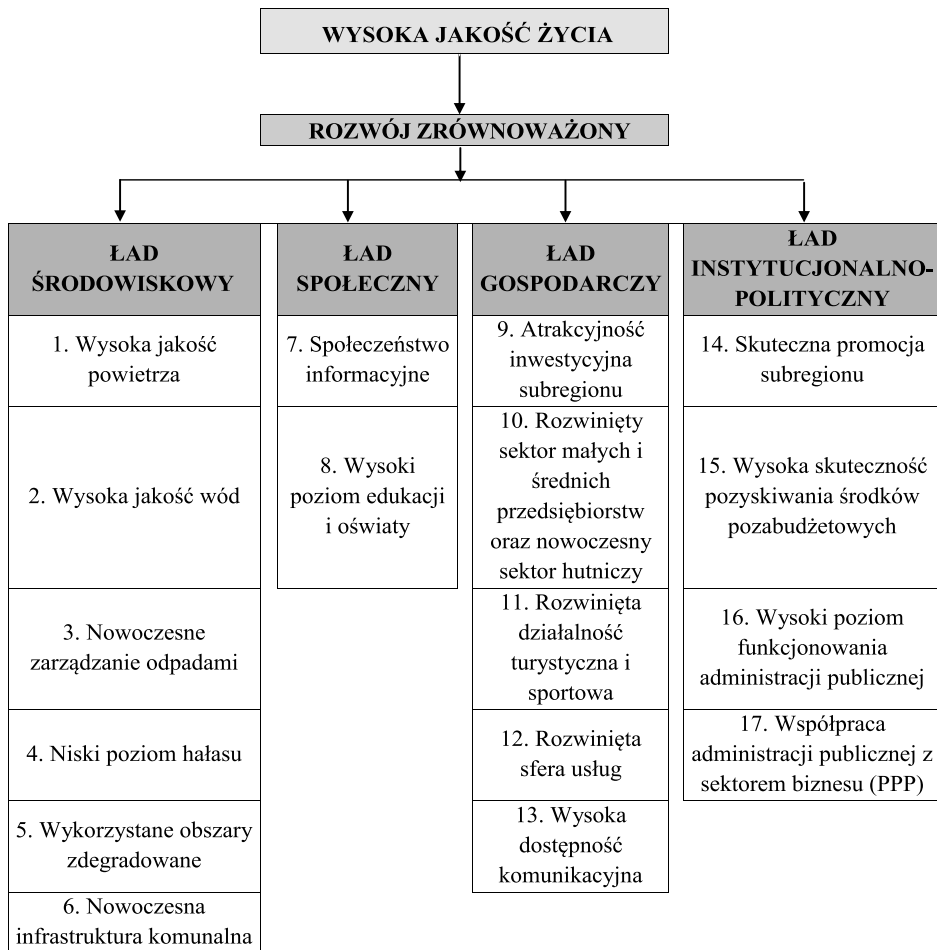 WYSOKA JAKOŚĆ ŻYCIA
ROZWÓJ ZRÓWNOWAŻONY
ŁAD
ŚRODOWISKOWY
1. Wysoka jakość
powietrza
2. Wysoka jakość wód
3. Nowoczesne
zarządzanie odpadami
4. Niski poziom hałasu
5. Wykorzystane obszary
zdegradowane
6. Nowoczesna
infrastruktura komunalna
ŁAD
SPOŁECZNY
7. Społeczeństwo
informacyjne
8. Wysoki
poziom edukacji
i oświaty
ŁAD
GOSPODARCZY
9. Atrakcyjność
inwestycyjna
subregionu
10. Rozwinięty
sektor małych i
średnich
przedsiębiorstw
oraz nowoczesny
sektor hutniczy
11. Rozwinięta
działalność
turystyczna i
sportowa
12. Rozwinięta
sfera usług
13. Wysoka
dostępność
komunikacyjna
ŁAD
INSTYTUCJONALNO-
POLITYCZNY
14. Skuteczna promocja
subregionu
15. Wysoka skuteczność
pozyskiwania środków
pozabudżetowych
16. Wysoki poziom
funkcjonowania
administracji publicznej
17. Współpraca
administracji publicznej z
sektorem biznesu (PPP)